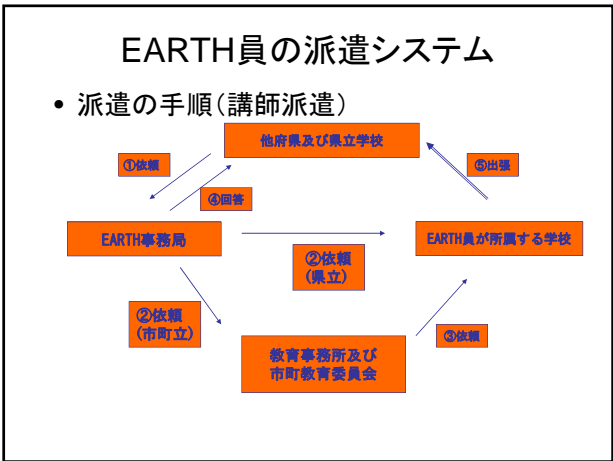 EARTH員の派遣システム
• 派遣の手順(講師派遣)
他府県及び県立学校
①依頼
⑤出張
④回答
EARTH事務局
EARTH員が所属する学校
②依頼
(県立)
②依頼
(市町立)
③依頼
教育事務所及び
市町教育委員会